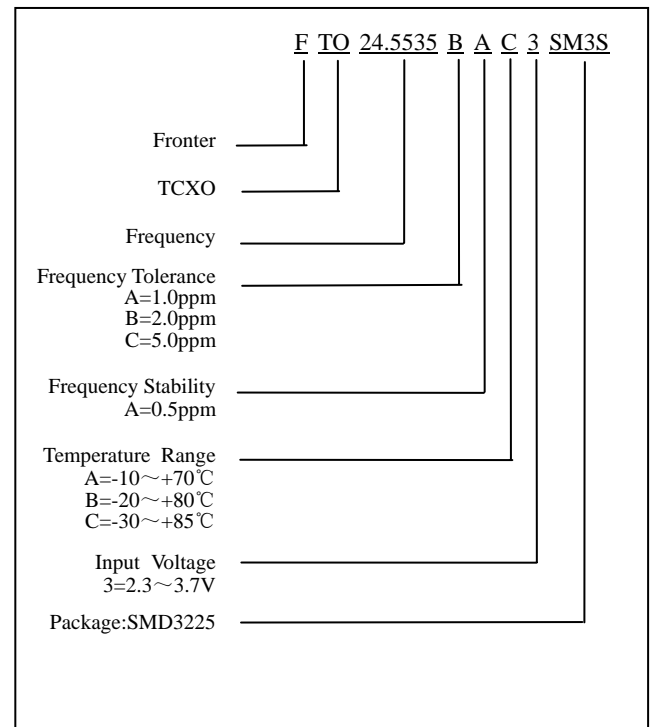 F TO 24.5535 B A C 3 SM3S
Fronter
TCXO
Frequency
Frequency Tolerance
A=1.0ppm
B=2.0ppm
C=5.0ppm
Frequency Stability
A=0.5ppm
Temperature Range
A=-10～+70℃
B=-20～+80℃
C=-30～+85℃
Input Voltage
3=2.3～3.7V
Package:SMD3225